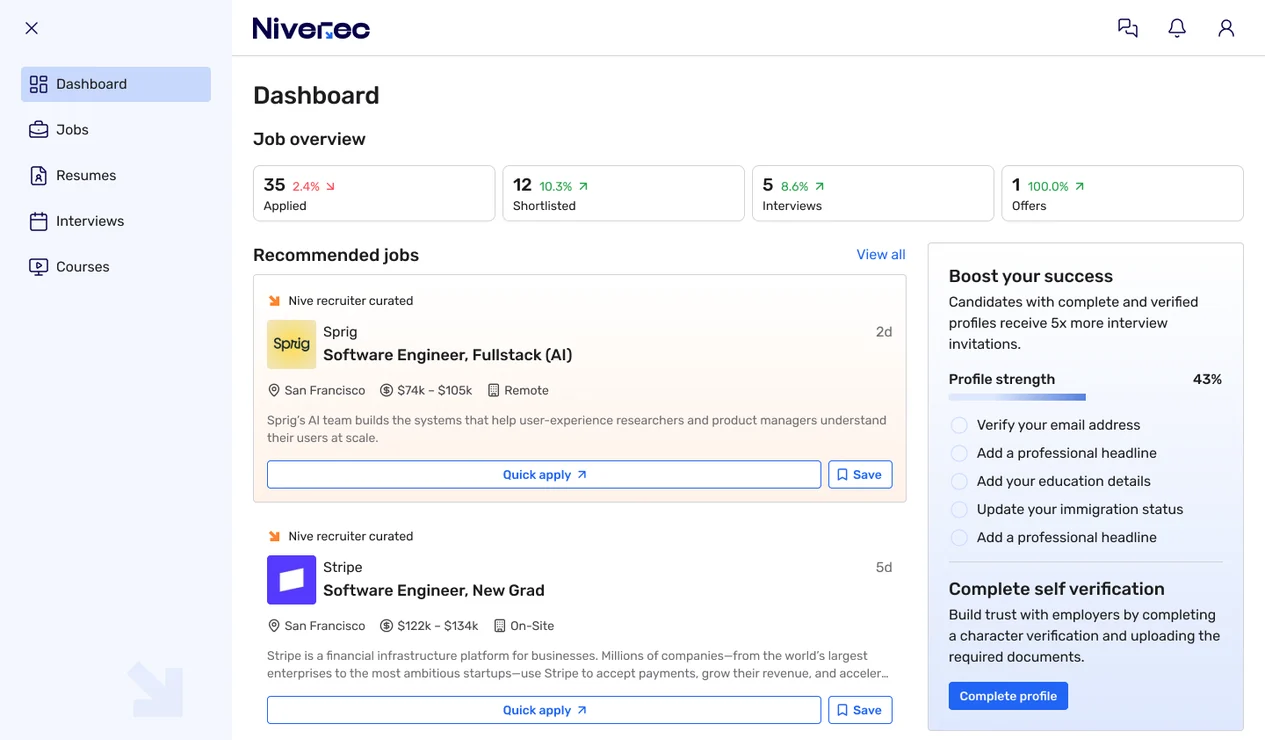 Niverec
Dashboard
Jobs
Resumes
Interviews
Courses
Dashboard
Job overview
35 2.4%
Applied
12 10.3%
Shortlisted
5 8.6%
Interviews
1 100.0%
Offers
Recommended jobs
View all
Nive recruiter curated
Sprig
Sprig
2d
Software Engineer, Fullstack (AI)
San Francisco $74k – $105k Remote
Sprig’s AI team builds the systems that help user-experience researchers and product managers understand
their users at scale.
Quick apply
Save
Nive recruiter curated
Stripe
5d
Software Engineer, New Grad
San Francisco $122k – $134k On-Site
Stripe is a financial infrastructure platform for businesses. Millions of companies—from the world’s largest
enterprises to the most ambitious startups—use Stripe to accept payments, grow their revenue, and acceler…
Quick apply
Save
Boost your success
Candidates with complete and verified
profiles receive 5x more interview
invitations.
Profile strength 43%
Verify your email address
Add a professional headline
Add your education details
Update your immigration status
Add a professional headline
Complete self verification
Build trust with employers by completing
a character verification and uploading the
required documents.
Complete profile